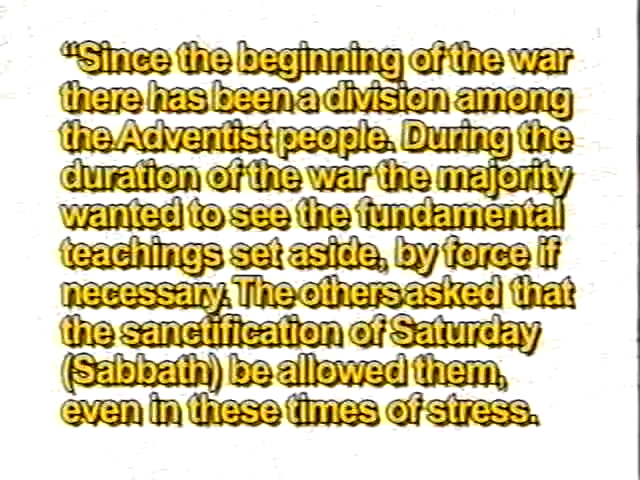 “Since the beginning of the war
there has been a division among
the Adventist people. During the
duration of the war the majority
wanted to see the fundamental
teachings set aside, by force if
necessary. The others asked that
the sanctification of Saturday
(Sabbath) be allowed them,
even in these times of stress.